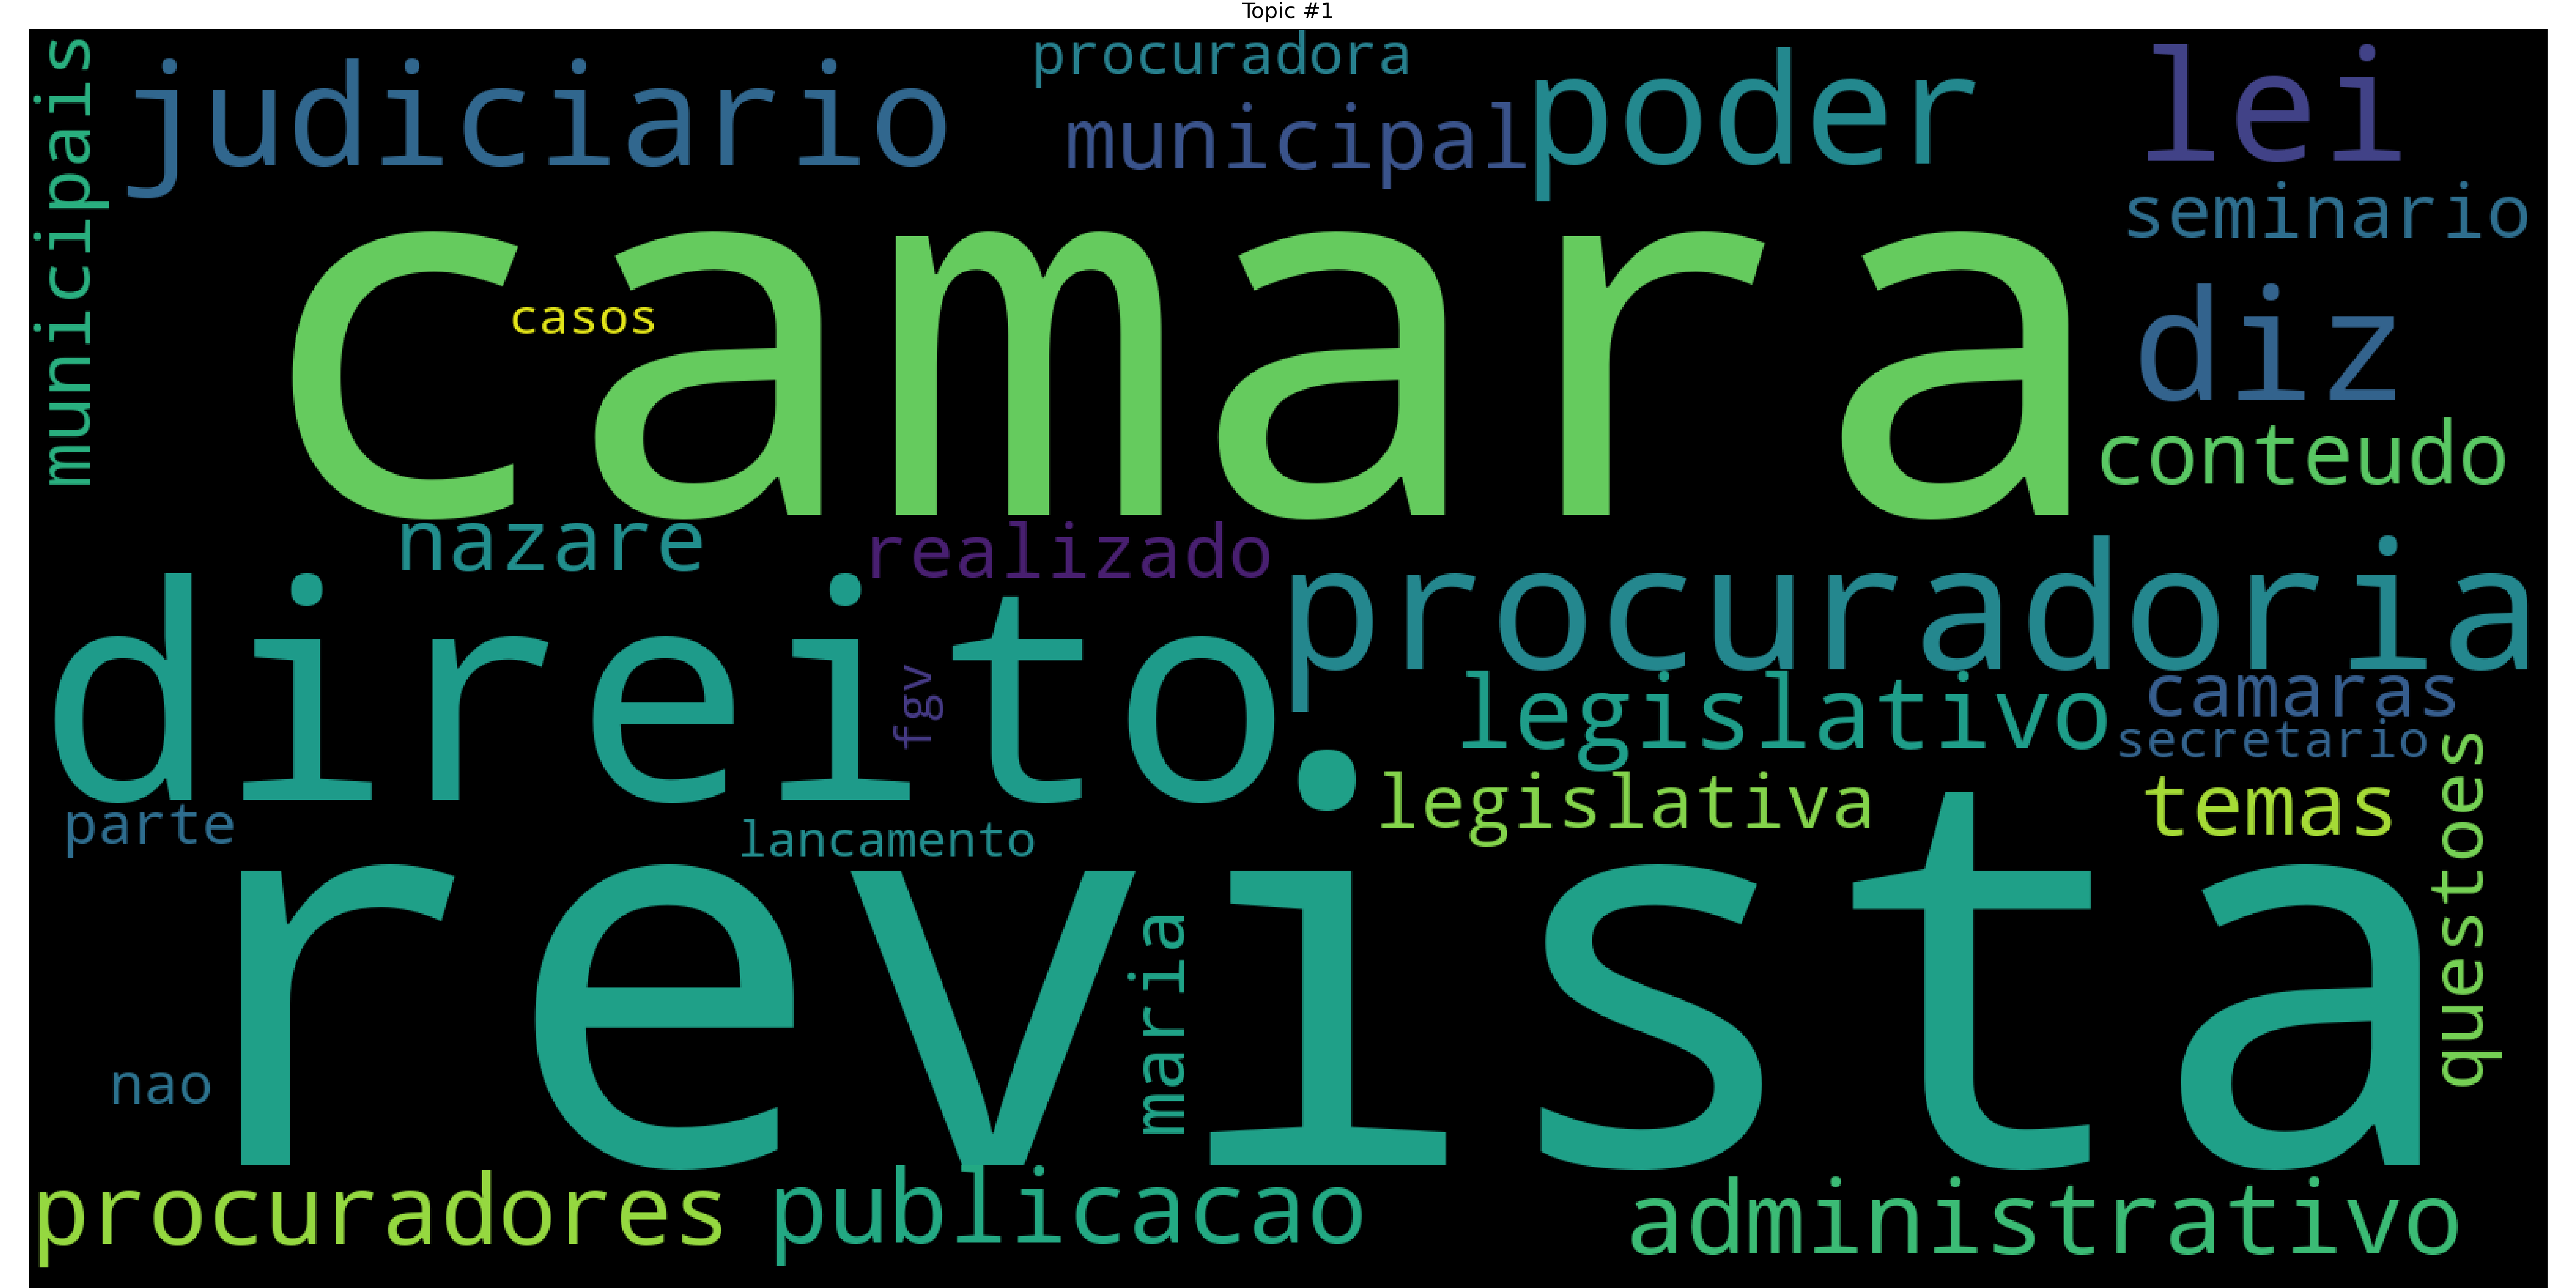 Topic #1
municipais
judiciario
procuradora
municipal
poder
lei
seminario
camara
casos
diz
conteudo
nazare
realizado
procuradoria
direito.
fgv
legislativo
camaras
secretario
legislativa
temas
questoes
parte
lancamento
revista
maria
nao
procuradores
publicacao
administrativo